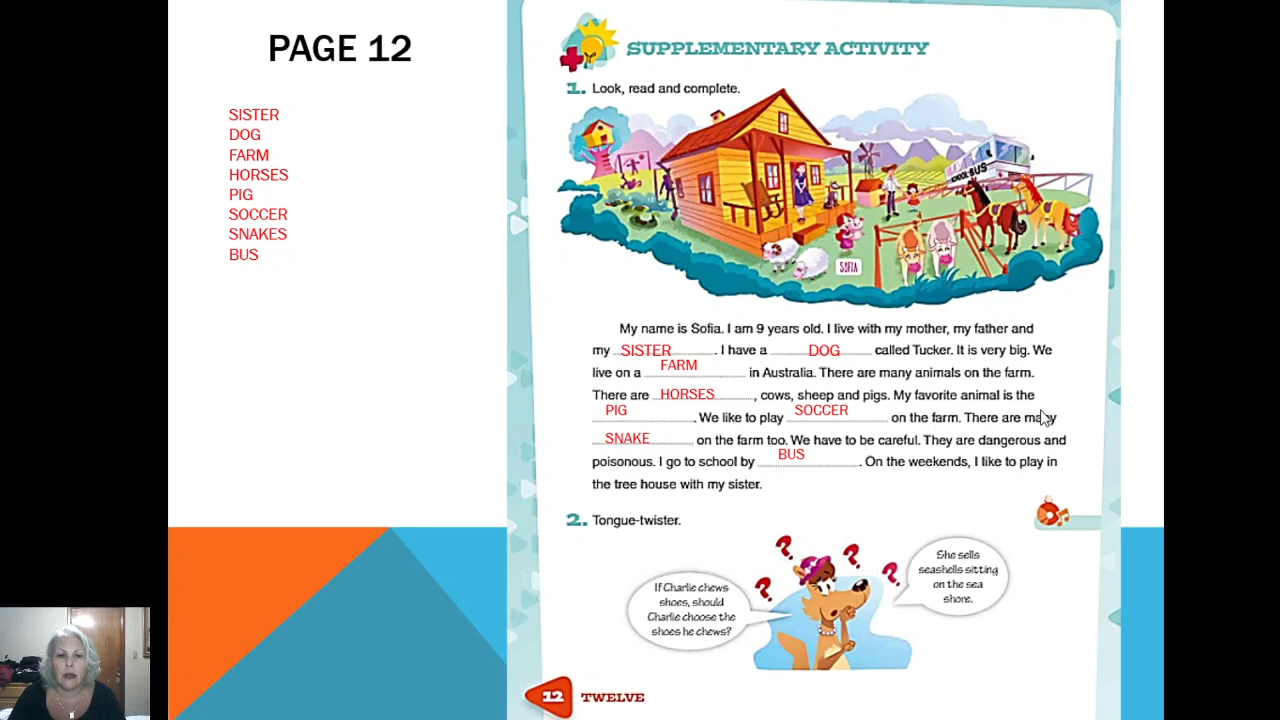 PAGE 12
SISTER
DOG
FARM
HORSES
PIG
SOCCER
SNAKES
BUS
SUPPLEMENTARY ACTIVITY
1. Look, read and complete.
SCHOOL BUS
SOFIA
My name is Sofia. I am 9 years old. I live with my mother, my father and
my SISTER. I have a DOG called Tucker. It is very big. We
live on a FARM in Australia. There are many animals on the farm.
There are HORSES, cows, sheep and pigs. My favorite animal is the
PIG. We like to play SOCCER on the farm. There are many
SNAKE on the farm too. We have to be careful. They are dangerous and
poisonous. I go to school by BUS. On the weekends, I like to play in
the tree house with my sister.
2. Tongue-twister.
If Charlie chews
shoes, should
Charlie choose the
shoes he chews?
She sells
seashells sitting
on the sea
shore.
12 TWELVE